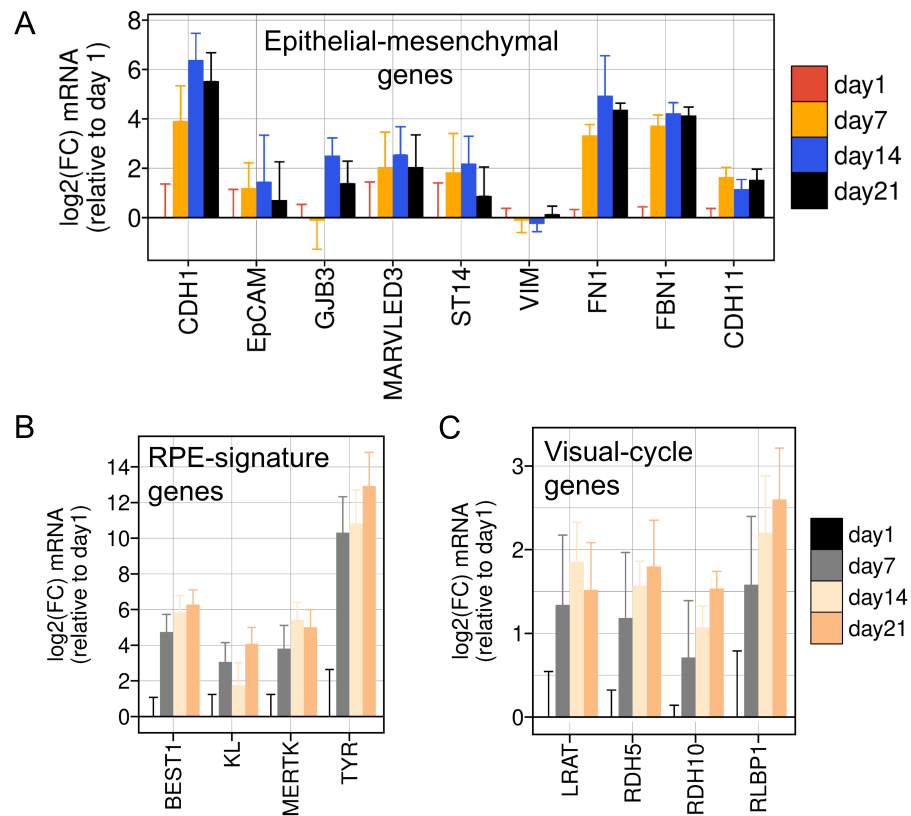 A
Epithelial-mesenchymal
genes
log2(FC) mRNA
(relative to day 1)
8
6
4
2
0
CDH1
EpCAM
GJB3
MARVLED3
ST14
VIM
FN1
FBN1
CDH11
day1
day7
day14
day21
B
RPE-signature
genes
log2(FC) mRNA
(relative to day1)
14
12
10
8
6
4
2
0
BEST1
KL
MERTK
TYR
C
Visual-cycle
genes
log2(FC) mRNA
(relative to day1)
3
2
1
0
LRAT
RDH5
RDH10
RLBP1
day1
day7
day14
day21